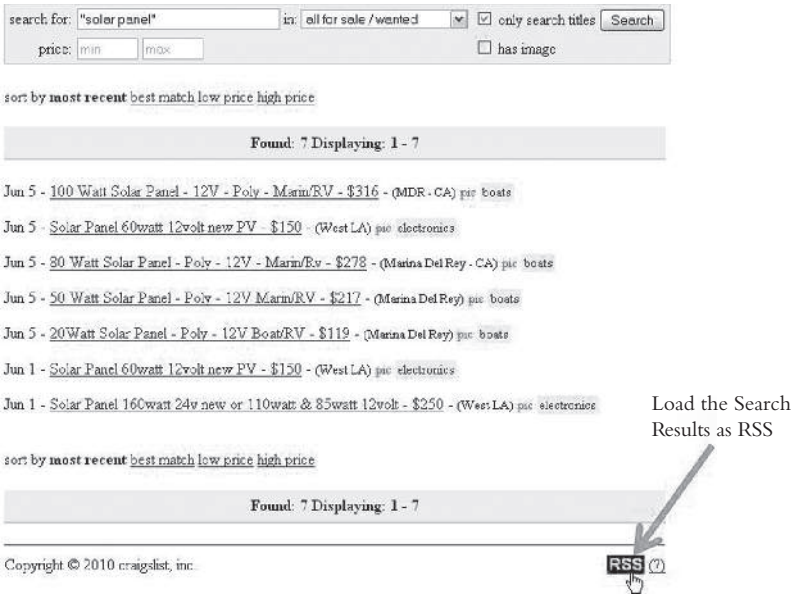 search for: "solar panel" in: all for sale / wanted only search titles Search
price: min max has image
sort by most recent best match low price high price
Found: 7 Displaying: 1 - 7
Jun 5 - 100 Watt Solar Panel - 12V - Poly - Marin/RV - $316 - (MDR - CA) pic boats
Jun 5 - Solar Panel 60watt 12volt new PV - $150 - (West LA) pic electronics
Jun 5 - 80 Watt Solar Panel - Poly - 12V - Marin/Rv - $278 - (Marina Del Rey - CA) pic boats
Jun 5 - 50 Watt Solar Panel - Poly - 12V Marin/RV - $217 - (Marina Del Rey) pic boats
Jun 5 - 20Watt Solar Panel - Poly - 12V Boat/RV - $119 - (Marina Del Rey) pic boats
Jun 1 - Solar Panel 60watt 12volt new PV - $150 - (West LA) pic electronics
Jun 1 - Solar Panel 160watt 24v new or 110watt & 85watt 12volt - $250 - (West LA) pic electronics
Load the Search
Results as RSS
sort by most recent best match low price high price
Found: 7 Displaying: 1 - 7
Copyright © 2010 craigslist, inc. RSS (?)